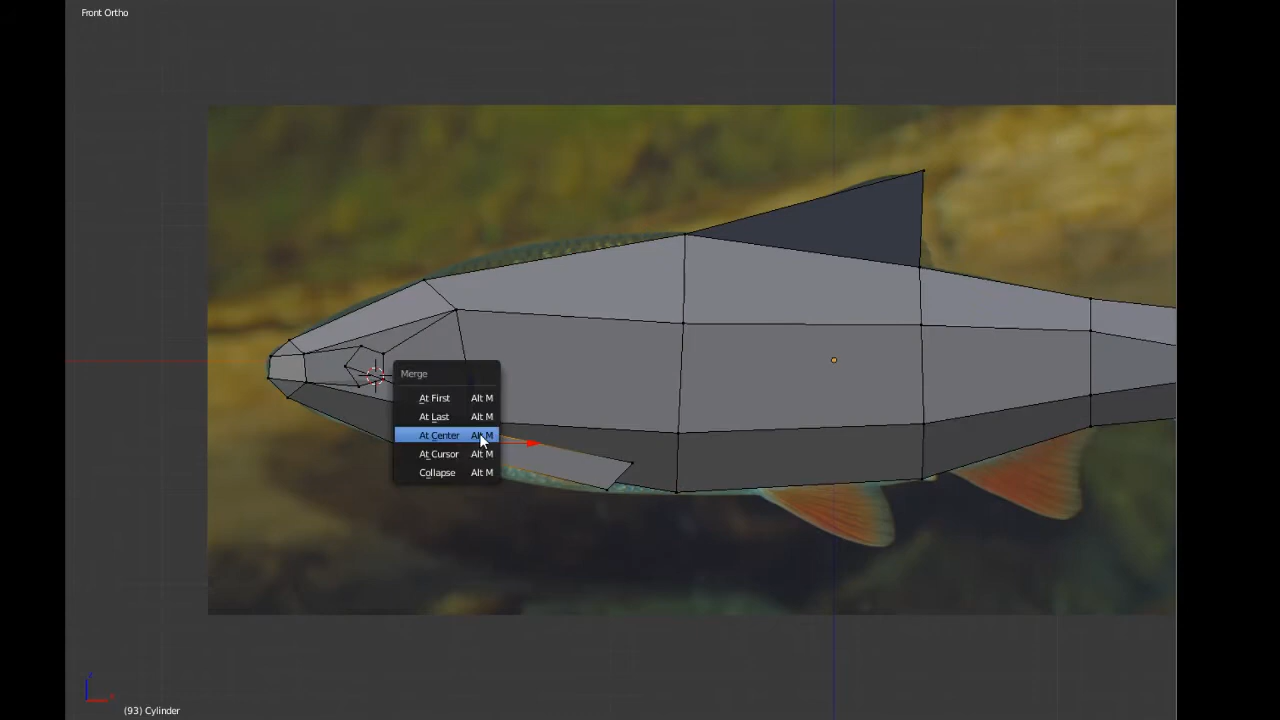 Front Ortho
Merge
At First Alt M
At Last Alt M
At Center Alt M
At Cursor Alt M
Collapse Alt M
(93) Cylinder